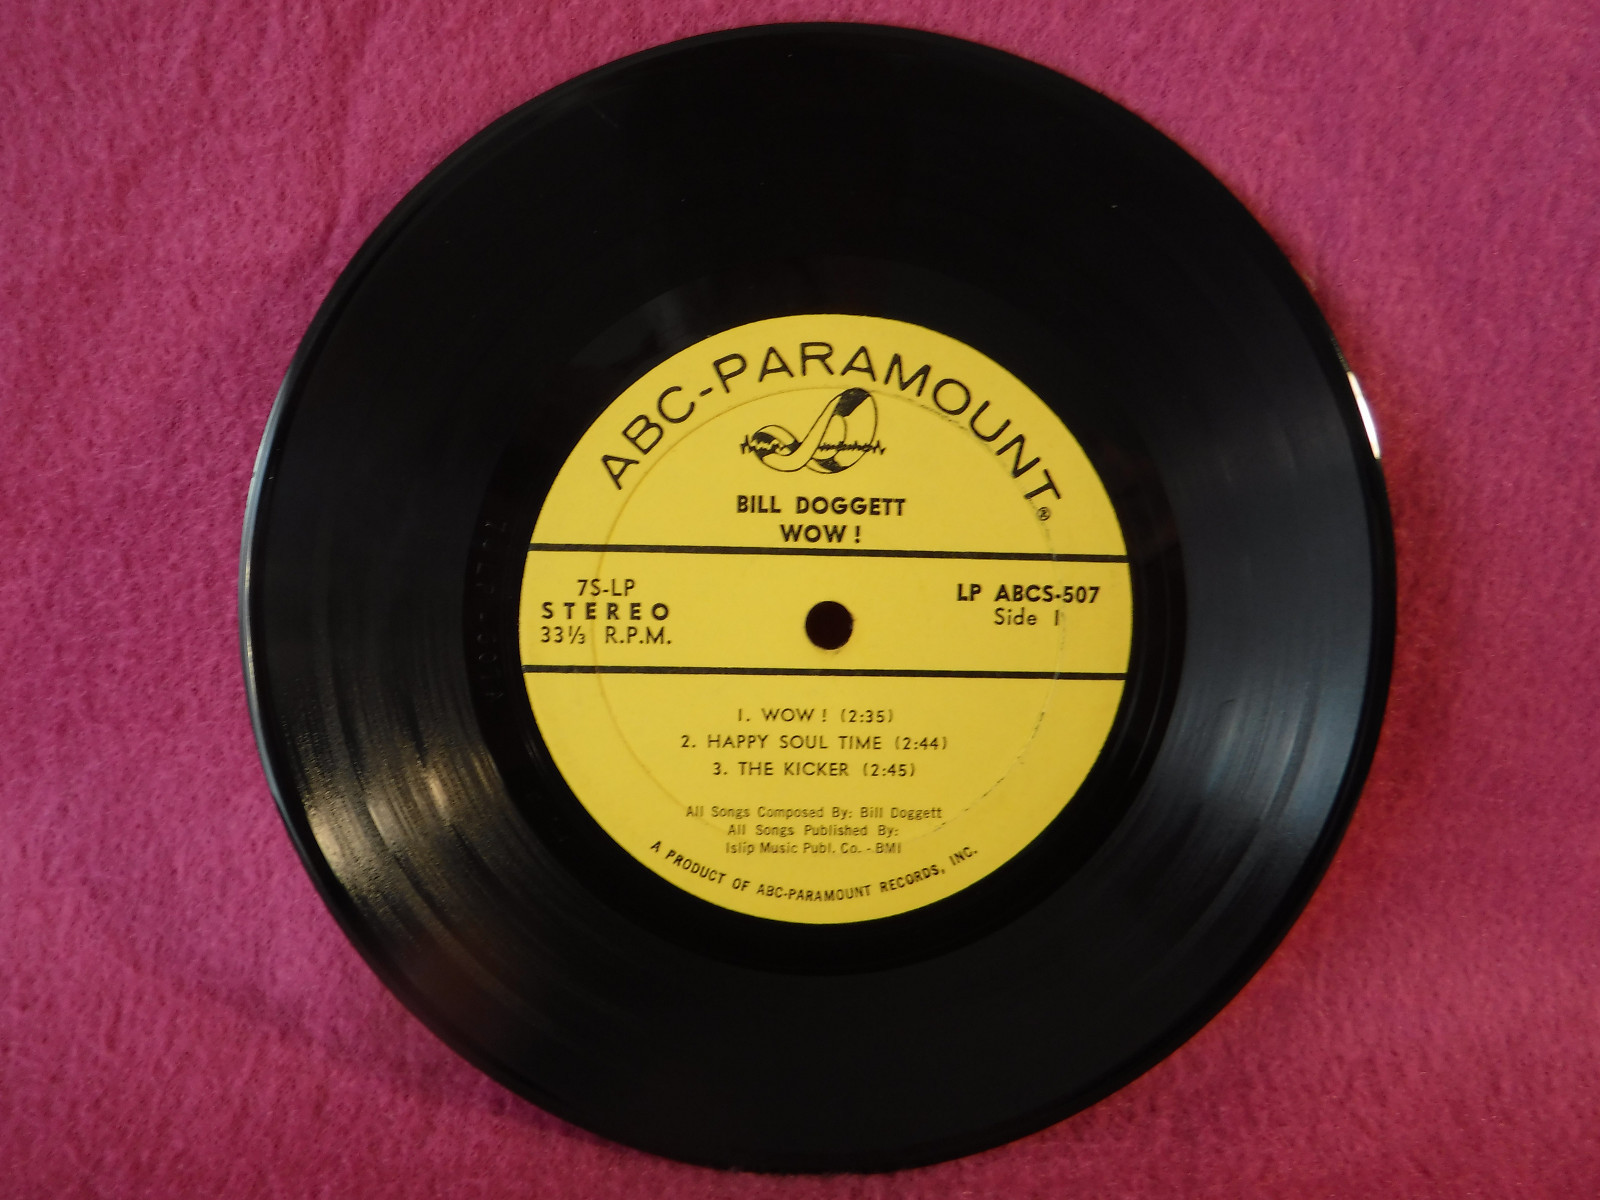 ABC-PARAMOUNT®
BILL DOGGETT
WOW !
7S-LP
STEREO
33⅓ R.P.M.
LP ABCS-507
Side 1
1. WOW ! (2:35)
2. HAPPY SOUL TIME (2:44)
3. THE KICKER (2:45)
All Songs Composed By: Bill Doggett
All Songs Published By:
Islip Music Publ. Co. - BMI
A PRODUCT OF ABC-PARAMOUNT RECORDS, INC.